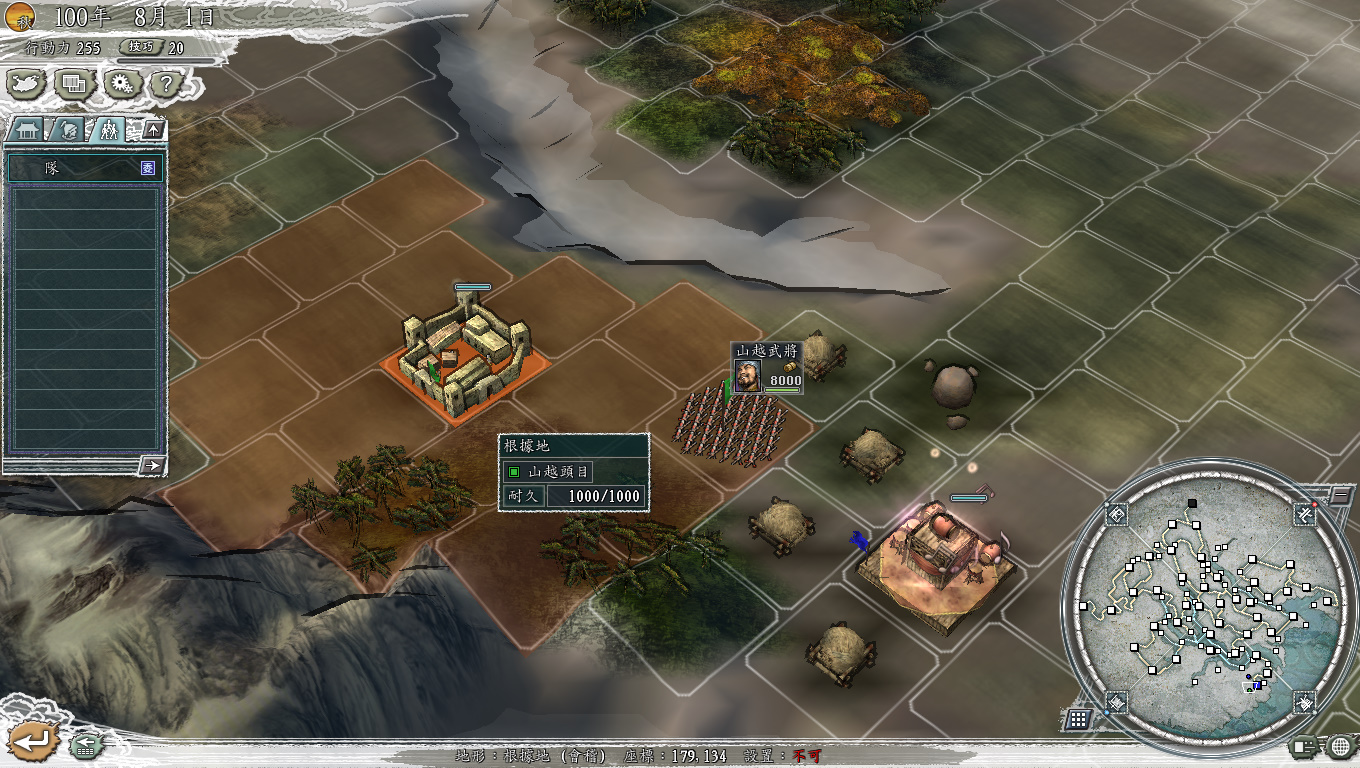 秋 100年 8月 1日
行動力 255 技巧 20
?
隊 委
山越武將
8000
根據地
山越頭目
耐久 1000/1000
地形：根據地 (會稽) 座標：179,134 設置：不可